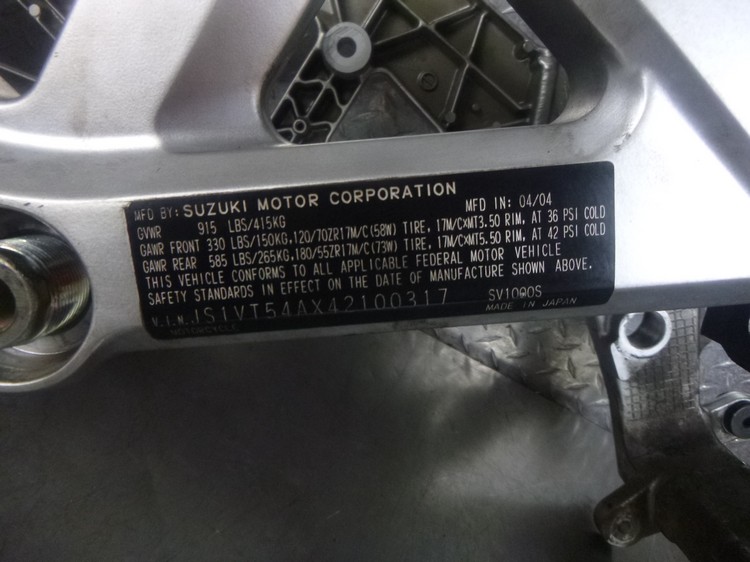 MFD BY: SUZUKI MOTOR CORPORATION MFD IN: 04/04
GVWR 915 LBS/415KG
GAWR FRONT 330 LBS/150KG,120/70ZR17M/C(58W) TIRE, 17M/CXMT3.50 RIM, AT 36 PSI COLD
GAWR REAR 585 LBS/265KG,180/55ZR17M/C(73W) TIRE, 17M/CXMT5.50 RIM, AT 42 PSI COLD
THIS VEHICLE CONFORMS TO ALL APPLICABLE FEDERAL MOTOR VEHICLE
SAFETY STANDARDS IN EFFECT ON THE DATE OF MANUFACTURE SHOWN ABOVE.
V.I.N. JS1VT54AX42100317 SV1000S
MOTORCYCLE MADE IN JAPAN